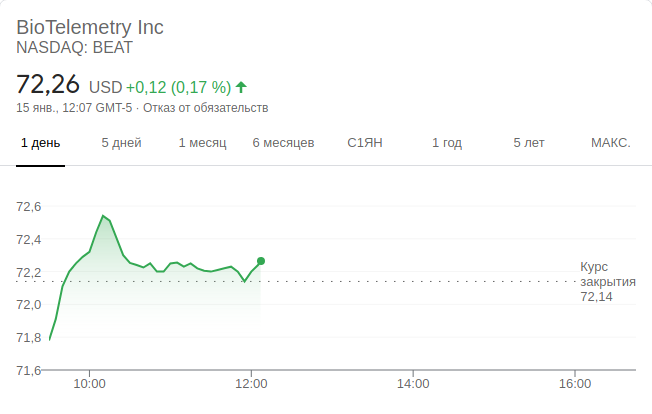 BioTelemetry Inc
NASDAQ: BEAT
72,26 USD +0,12 (0,17 %)
15 янв., 12:07 GMT-5 · Отказ от обязательств
1 день 5 дней 1 месяц 6 месяцев С1ЯН 1 год 5 лет МАКС.
72,6
72,4
72,2
72,0
71,8
71,6
Курс
закрытия
72,14
10:00 12:00 14:00 16:00